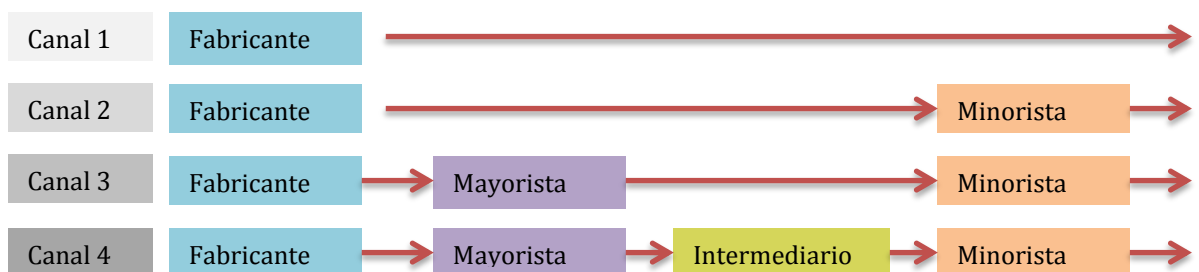 Canal 1 Fabricante
Canal 2 Fabricante Minorista
Canal 3 Fabricante Mayorista Minorista
Canal 4 Fabricante Mayorista Intermediario Minorista